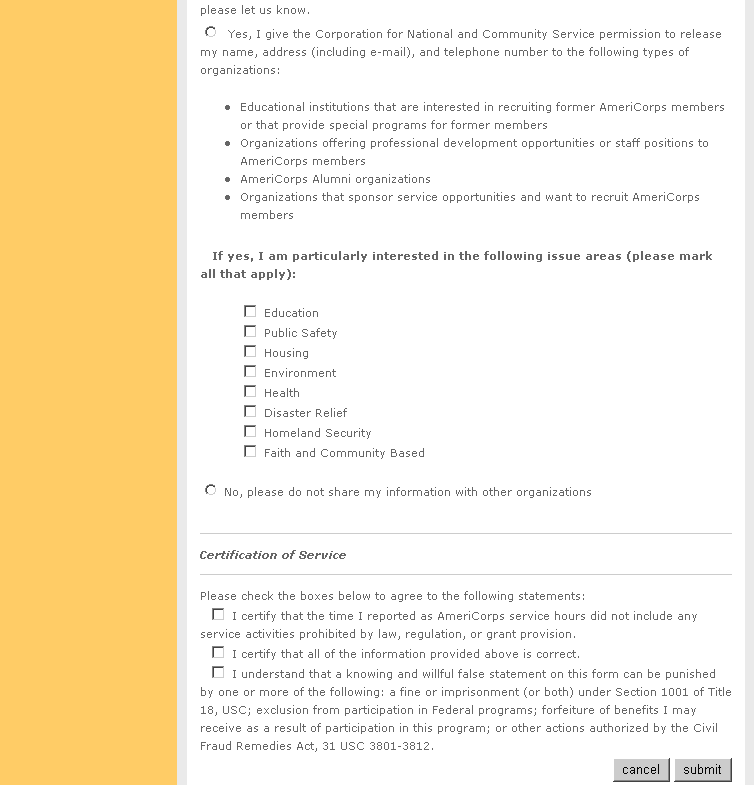 please let us know.
Yes, I give the Corporation for National and Community Service permission to release
my name, address (including e-mail), and telephone number to the following types of
organizations:
Educational institutions that are interested in recruiting former AmeriCorps members
or that provide special programs for former members
Organizations offering professional development opportunities or staff positions to
AmeriCorps members
AmeriCorps Alumni organizations
Organizations that sponsor service opportunities and want to recruit AmeriCorps
members
If yes, I am particularly interested in the following issue areas (please mark
all that apply):
Education
Public Safety
Housing
Environment
Health
Disaster Relief
Homeland Security
Faith and Community Based
No, please do not share my information with other organizations
Certification of Service
Please check the boxes below to agree to the following statements:
I certify that the time I reported as AmeriCorps service hours did not include any
service activities prohibited by law, regulation, or grant provision.
I certify that all of the information provided above is correct.
I understand that a knowing and willful false statement on this form can be punished
by one or more of the following: a fine or imprisonment (or both) under Section 1001 of Title
18, USC; exclusion from participation in Federal programs; forfeiture of benefits I may
receive as a result of participation in this program; or other actions authorized by the Civil
Fraud Remedies Act, 31 USC 3801-3812.
cancel submit